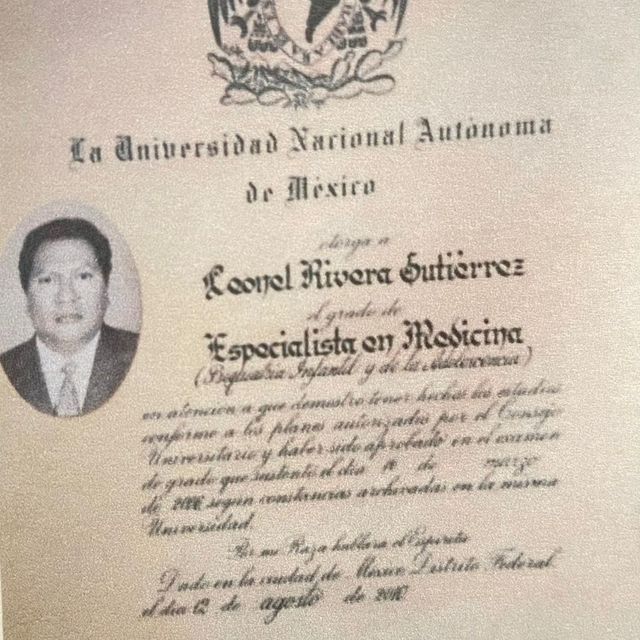 La Universidad Nacional Autónoma
de México
otorga a
Leonel Rivera Gutiérrez
el grado de
Especialista en Medicina
(Psiquiatría Infantil y de la Adolescencia)
en atención a que demostró tener hechos los estudios
conforme a los planes autorizados por el Consejo
Universitario y haber sido aprobado en el examen
de grado que sustentó el día de marzo
de según constancias archivadas en la misma
Universidad.
Por mi Raza hablará el Espíritu
Dado en la ciudad de México Distrito Federal
el día 12 de agosto de